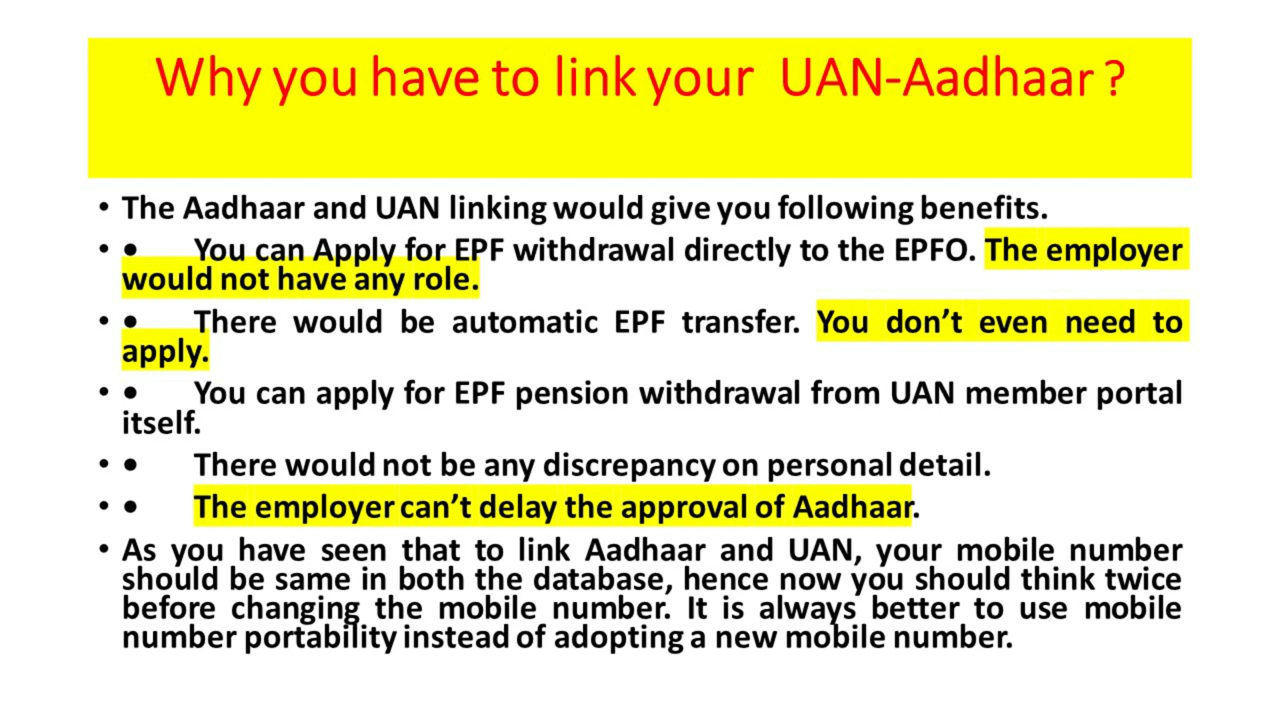 Why you have to link your UAN-Aadhaar ?
• The Aadhaar and UAN linking would give you following benefits.
• • You can Apply for EPF withdrawal directly to the EPFO. The employer
would not have any role.
• • There would be automatic EPF transfer. You don’t even need to
apply.
• • You can apply for EPF pension withdrawal from UAN member portal
itself.
• • There would not be any discrepancy on personal detail.
• • The employer can’t delay the approval of Aadhaar.
• As you have seen that to link Aadhaar and UAN, your mobile number
should be same in both the database, hence now you should think twice
before changing the mobile number. It is always better to use mobile
number portability instead of adopting a new mobile number.